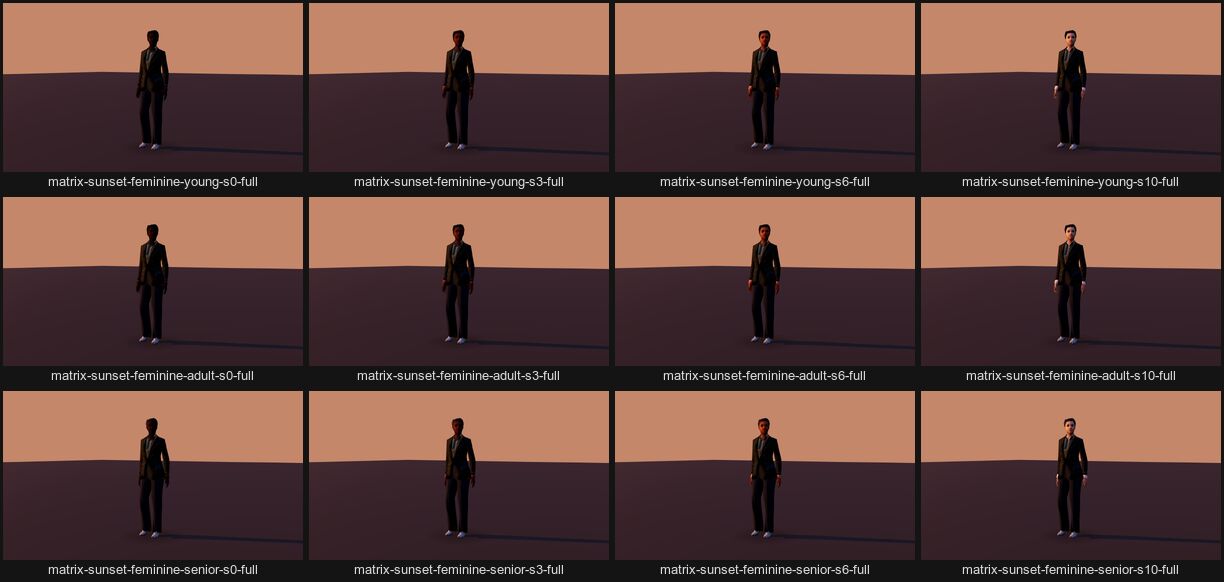 matrix-sunset-feminine-young-s0-full
matrix-sunset-feminine-young-s3-full
matrix-sunset-feminine-young-s6-full
matrix-sunset-feminine-young-s10-full
matrix-sunset-feminine-adult-s0-full
matrix-sunset-feminine-adult-s3-full
matrix-sunset-feminine-adult-s6-full
matrix-sunset-feminine-adult-s10-full
matrix-sunset-feminine-senior-s0-full
matrix-sunset-feminine-senior-s3-full
matrix-sunset-feminine-senior-s6-full
matrix-sunset-feminine-senior-s10-full